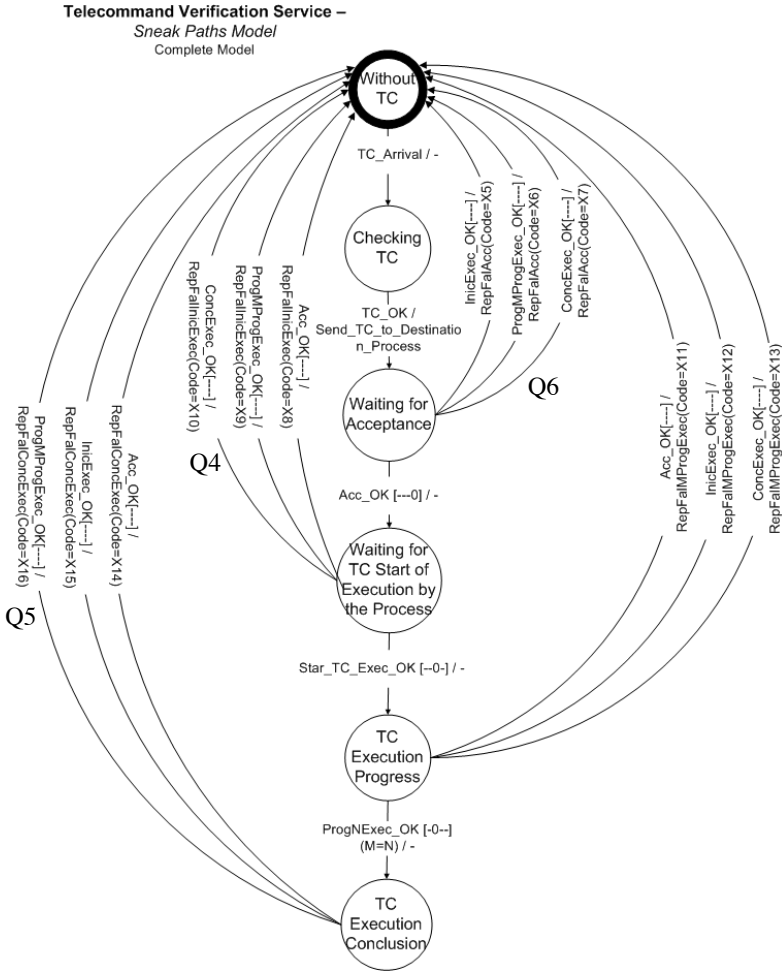 Telecommand Verification Service –
Sneak Paths Model
Complete Model
Without
TC
TC_Arrival / -
Checking
TC
TC_OK /
Send_TC_to_Destinatio
n_Process
Waiting for
Acceptance
Acc_OK [---0] / -
Waiting for
TC Start of
Execution by
the Process
Star_TC_Exec_OK [--0-] / -
TC
Execution
Progress
ProgNExec_OK [-0--]
(M=N) / -
TC
Execution
Conclusion
InicExec_OK[----] /
RepFalAcc(Code=X5)
ProgMProgExec_OK[----] /
RepFalAcc(Code=X6)
ConcExec_OK[----] /
RepFalAcc(Code=X7)
Q6
Acc_OK[----] /
RepFalInicExec(Code=X8)
ProgMProgExec_OK[----] /
RepFalInicExec(Code=X9)
ConcExec_OK[----] /
RepFalInicExec(Code=X10)
Q4
Acc_OK[----] /
RepFalMProgExec(Code=X11)
InicExec_OK[----] /
RepFalMProgExec(Code=X12)
ConcExec_OK[----] /
RepFalMProgExec(Code=X13)
Acc_OK[----] /
RepFalConcExec(Code=X14)
InicExec_OK[----] /
RepFalConcExec(Code=X15)
ProgMProgExec_OK[----] /
RepFalConcExec(Code=X16)
Q5